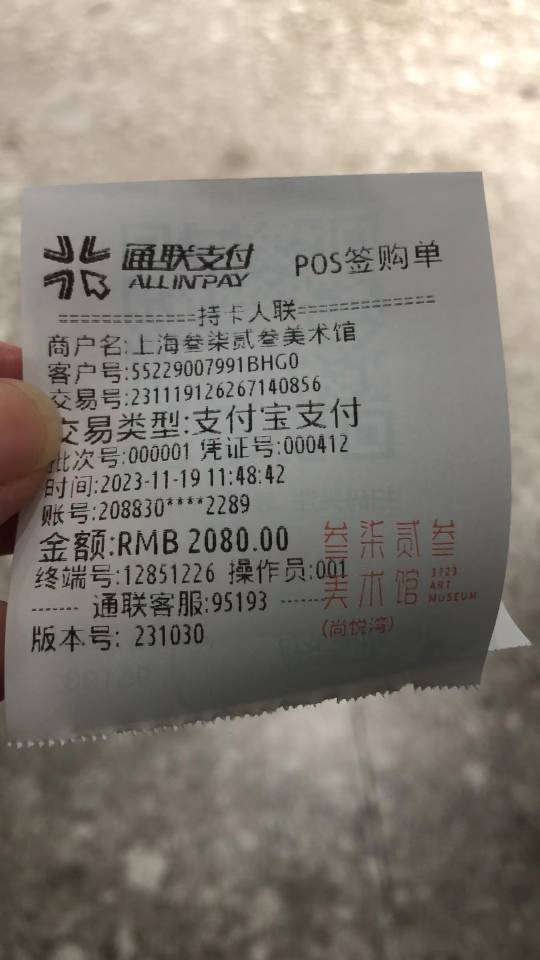 通联支付
ALLINPAY
POS签购单
=============持卡人联=============
商户名:上海叁柒贰叁美术馆
客户号:55229007991BHG0
交易号:231119126267140856
交易类型:支付宝支付
批次号:000001 凭证号:000412
时间:2023-11-19 11:48:42
账号:208830****2289
金额:RMB 2080.00
终端号:12851226 操作员:001
------ 通联客服:95193 ------
版本号: 231030
叁柒贰叁
美术馆
3723
ART
MUSEUM
(尚悦湾)